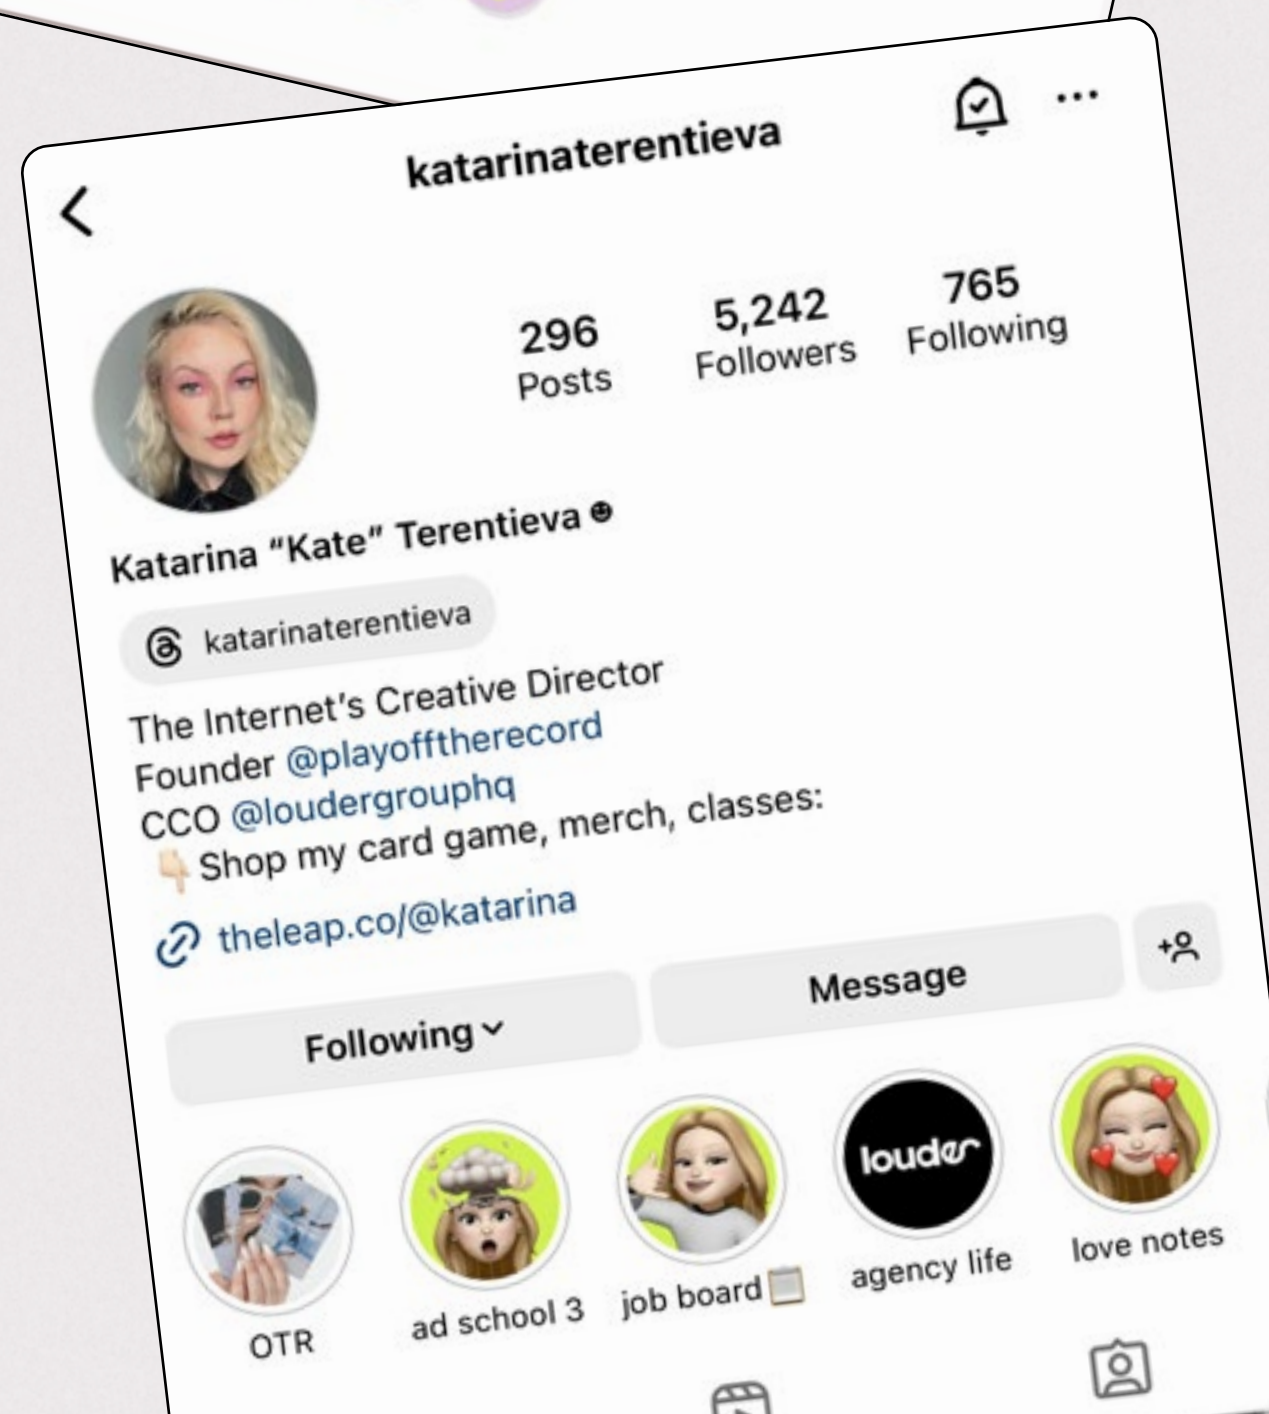 katarinaterentieva
296
Posts
5,242
Followers
765
Following
Katarina “Kate” Terentieva ☻
katarinaterentieva
The Internet’s Creative Director
Founder @playofftherecord
CCO @loudergrouphq
👇🏻Shop my card game, merch, classes:
theleap.co/@katarina
Following
Message
louder
OTR
ad school 3
job board📋
agency life
love notes